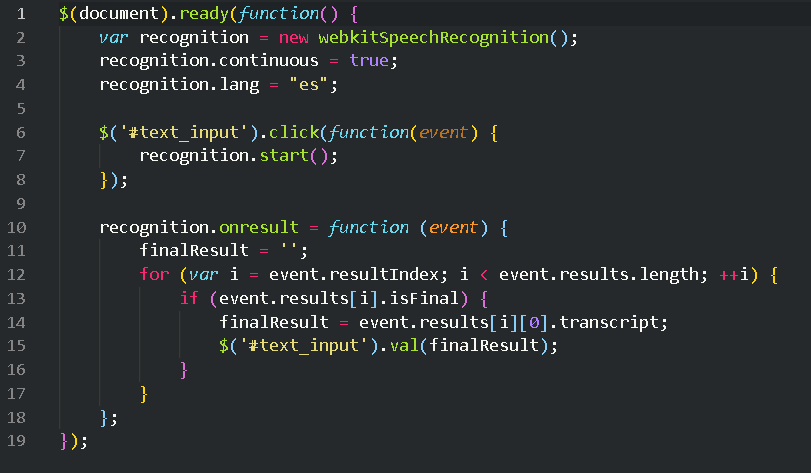 1 $(document).ready(function() {
2     var recognition = new webkitSpeechRecognition();
3     recognition.continuous = true;
4     recognition.lang = "es";
5
6     $('#text_input').click(function(event) {
7         recognition.start();
8     });
9
10     recognition.onresult = function (event) {
11         finalResult = '';
12         for (var i = event.resultIndex; i < event.results.length; ++i) {
13             if (event.results[i].isFinal) {
14                 finalResult = event.results[i][0].transcript;
15                 $('#text_input').val(finalResult);
16             }
17         }
18     };
19 });